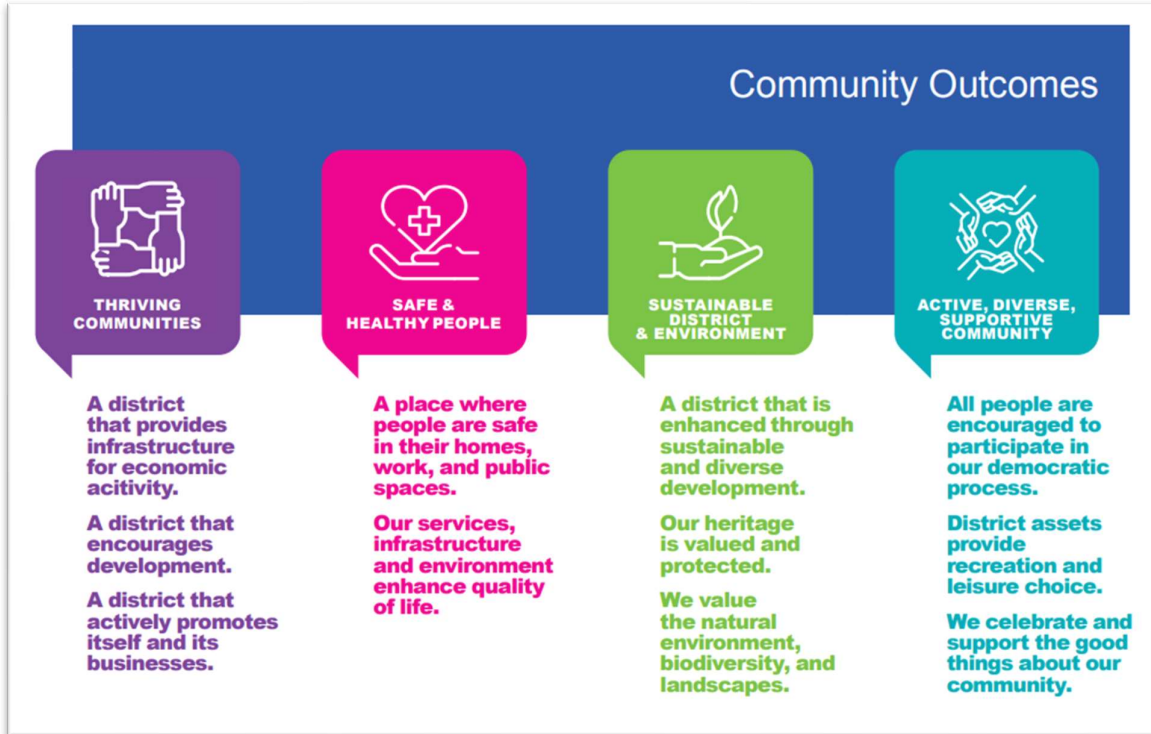 Community Outcomes
THRIVING
COMMUNITIES
A district
that provides
infrastructure
for economic
acitivity.
A district that
encourages
development.
A district that
actively promotes
itself and its
businesses.
SAFE &
HEALTHY PEOPLE
A place where
people are safe
in their homes,
work, and public
spaces.
Our services,
infrastructure
and environment
enhance quality
of life.
SUSTAINABLE
DISTRICT
& ENVIRONMENT
A district that is
enhanced through
sustainable
and diverse
development.
Our heritage
is valued and
protected.
We value
the natural
environment,
biodiversity, and
landscapes.
ACTIVE, DIVERSE,
SUPPORTIVE
COMMUNITY
All people are
encouraged to
participate in
our democratic
process.
District assets
provide
recreation and
leisure choice.
We celebrate and
support the good
things about our
community.